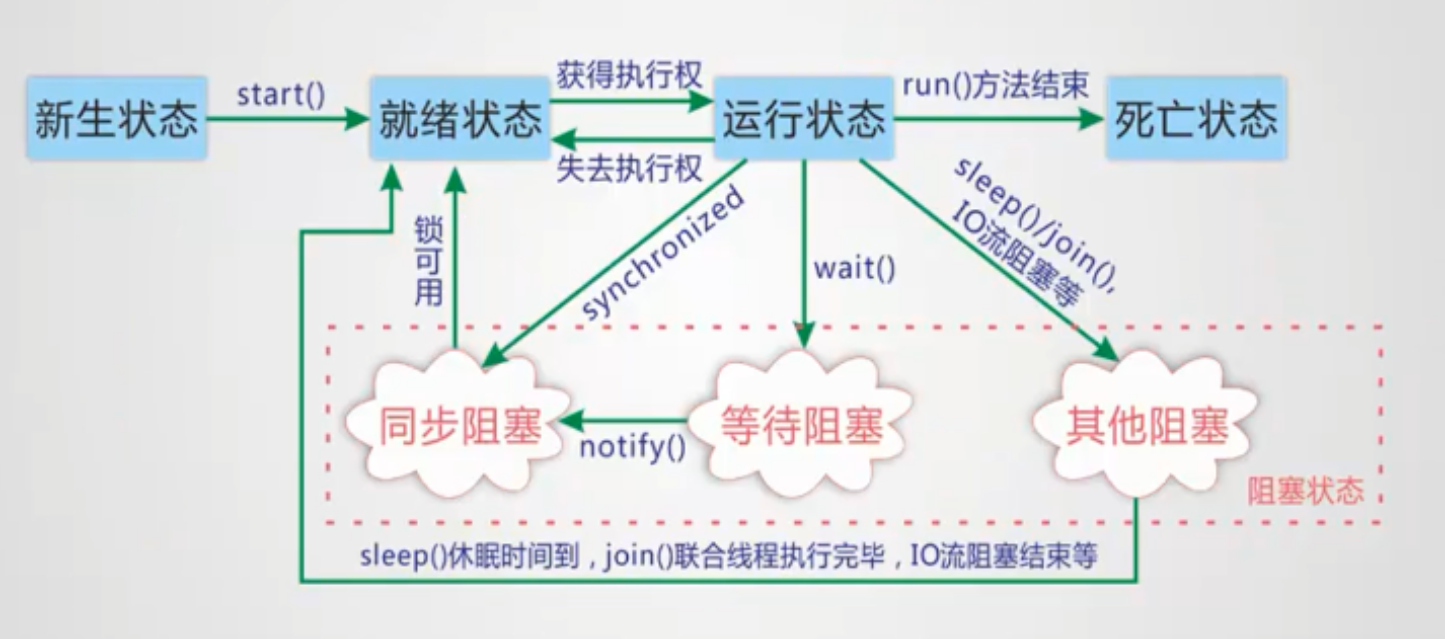 新生状态
start()
就绪状态
获得执行权
失去执行权
运行状态
run()方法结束
死亡状态
锁可用
synchronized
wait()
sleep()/join(),
IO流阻塞等
同步阻塞
notify()
等待阻塞
其他阻塞
阻塞状态
sleep()休眠时间到，join()联合线程执行完毕，IO流阻塞结束等